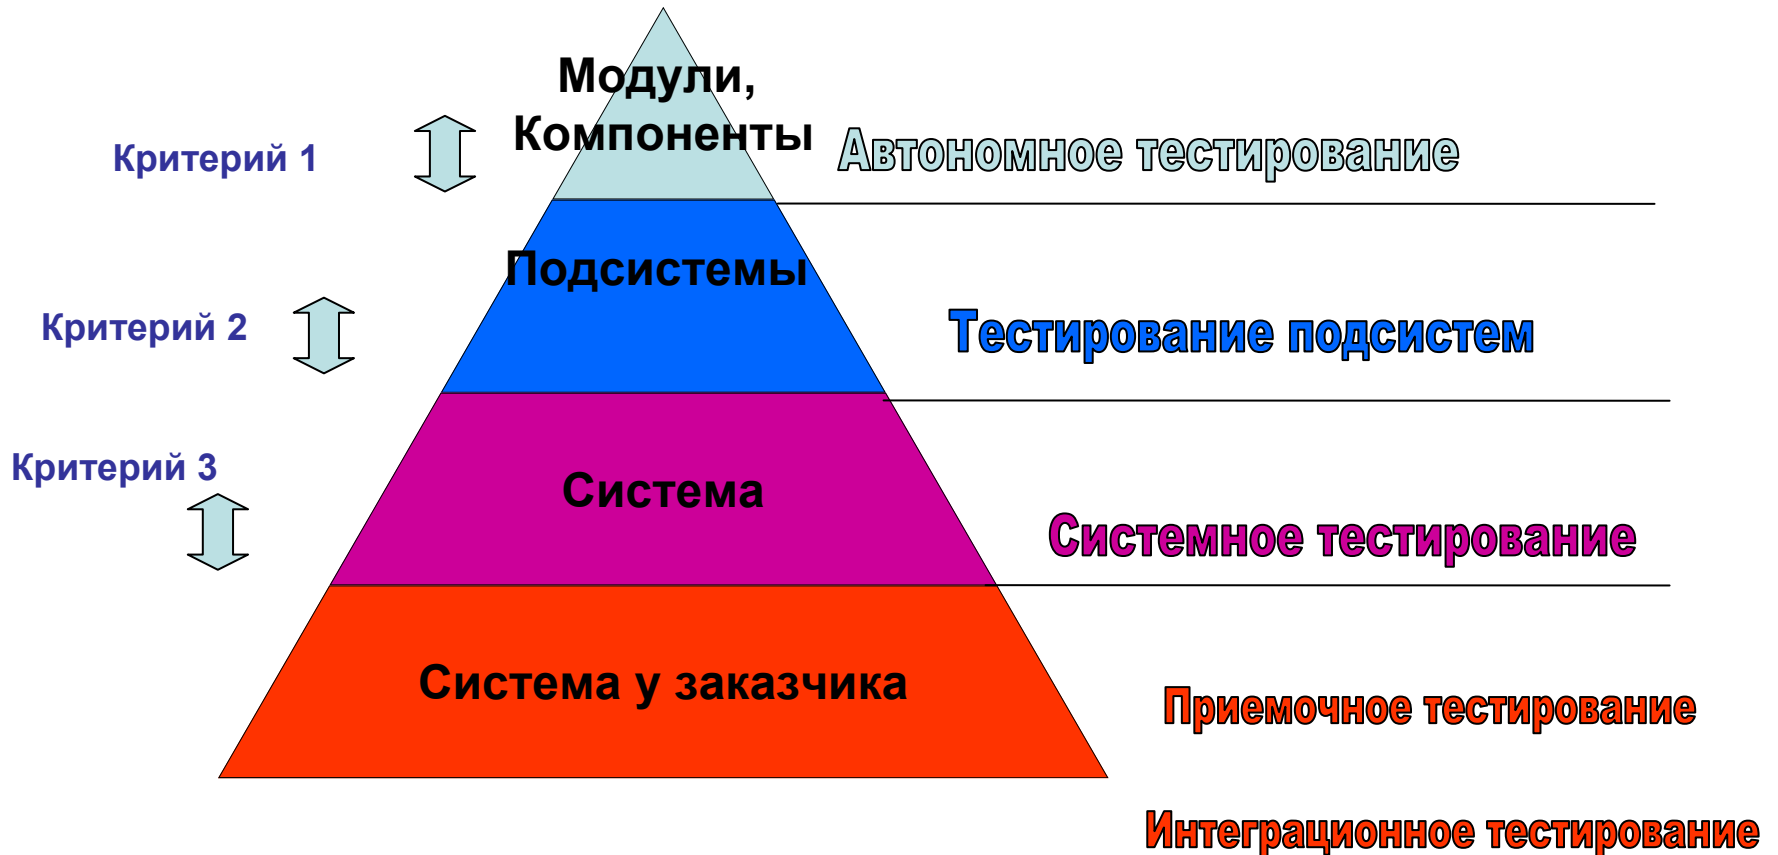 Модули,
Компоненты
Критерий 1
Автономное тестирование
Подсистемы
Критерий 2
Тестирование подсистем
Критерий 3
Система
Системное тестирование
Система у заказчика
Приемочное тестирование
Интеграционное тестирование